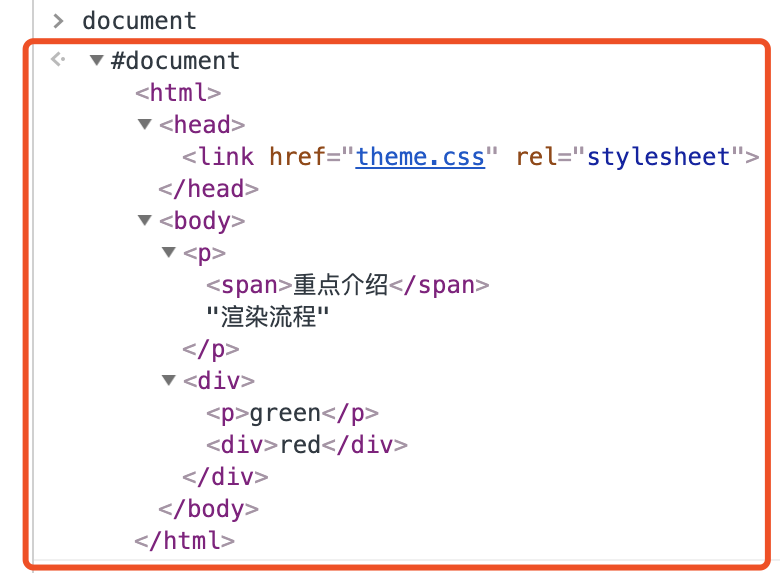 > document
#document
<html>
<head>
<link href="theme.css" rel="stylesheet">
</head>
<body>
<p>
<span>重点介绍</span>
"渲染流程"
</p>
<div>
<p>green</p>
<div>red</div>
</div>
</body>
</html>